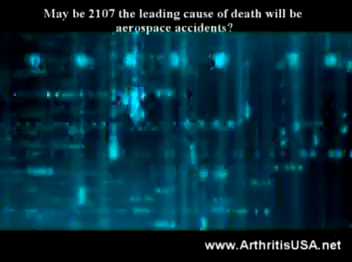 May be 2107 the leading cause of death will be
aerospace accidents?
www.ArthritisUSA.net